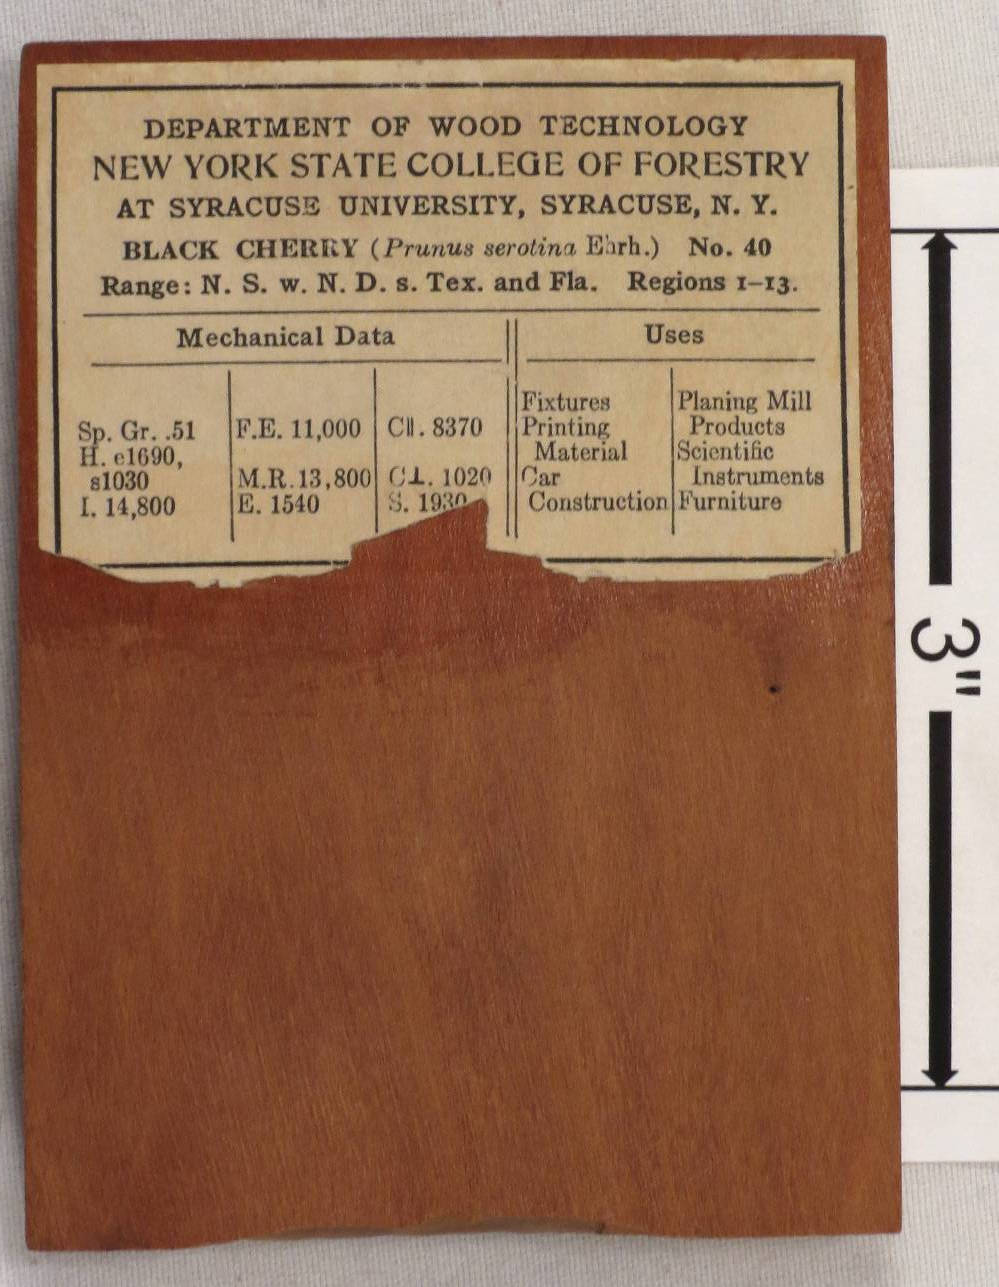 DEPARTMENT OF WOOD TECHNOLOGY
NEW YORK STATE COLLEGE OF FORESTRY
AT SYRACUSE UNIVERSITY, SYRACUSE, N. Y.
BLACK CHERRY (Prunus serotina Ehrh.) No. 40
Range: N. S. w. N. D. s. Tex. and Fla. Regions 1–13.
Mechanical Data
Sp. Gr. .51
H. e1690,
s1030
I. 14,800
F.E. 11,000
M.R. 13,800
E. 1540
C∥. 8370
C⊥. 1020
S. 1930
Uses
Fixtures
Printing
Material
Car
Construction
Planing Mill
Products
Scientific
Instruments
Furniture
3"